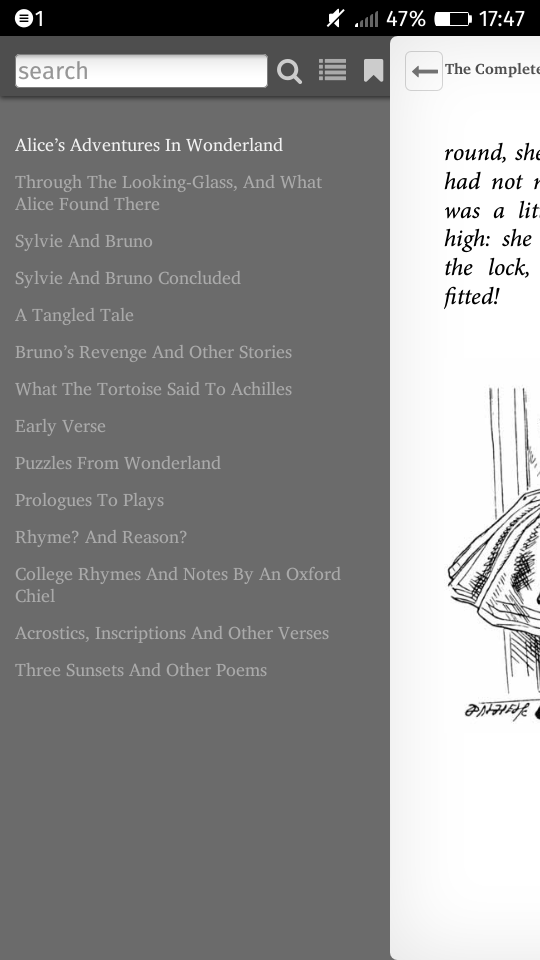 1 47% 17:47
search
The Complete
Alice’s Adventures In Wonderland
Through The Looking-Glass, And What
Alice Found There
Sylvie And Bruno
Sylvie And Bruno Concluded
A Tangled Tale
Bruno’s Revenge And Other Stories
What The Tortoise Said To Achilles
Early Verse
Puzzles From Wonderland
Prologues To Plays
Rhyme? And Reason?
College Rhymes And Notes By An Oxford
Chiel
Acrostics, Inscriptions And Other Verses
Three Sunsets And Other Poems
round, she
had not
was a
high: she
the lock,
fitted!